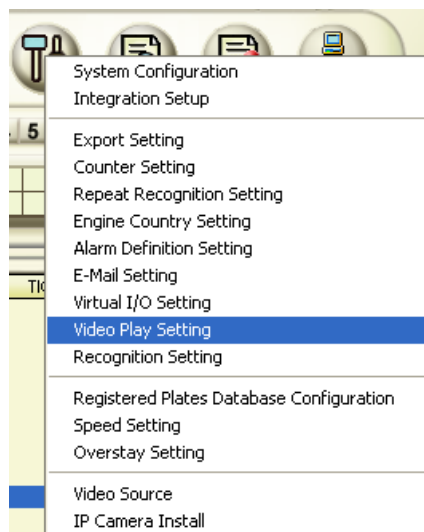 System Configuration
Integration Setup
5
Export Setting
Counter Setting
Repeat Recognition Setting
Engine Country Setting
Alarm Definition Setting
E-Mail Setting
TI
Virtual I/O Setting
Video Play Setting
Recognition Setting
Registered Plates Database Configuration
Speed Setting
Overstay Setting
Video Source
IP Camera Install